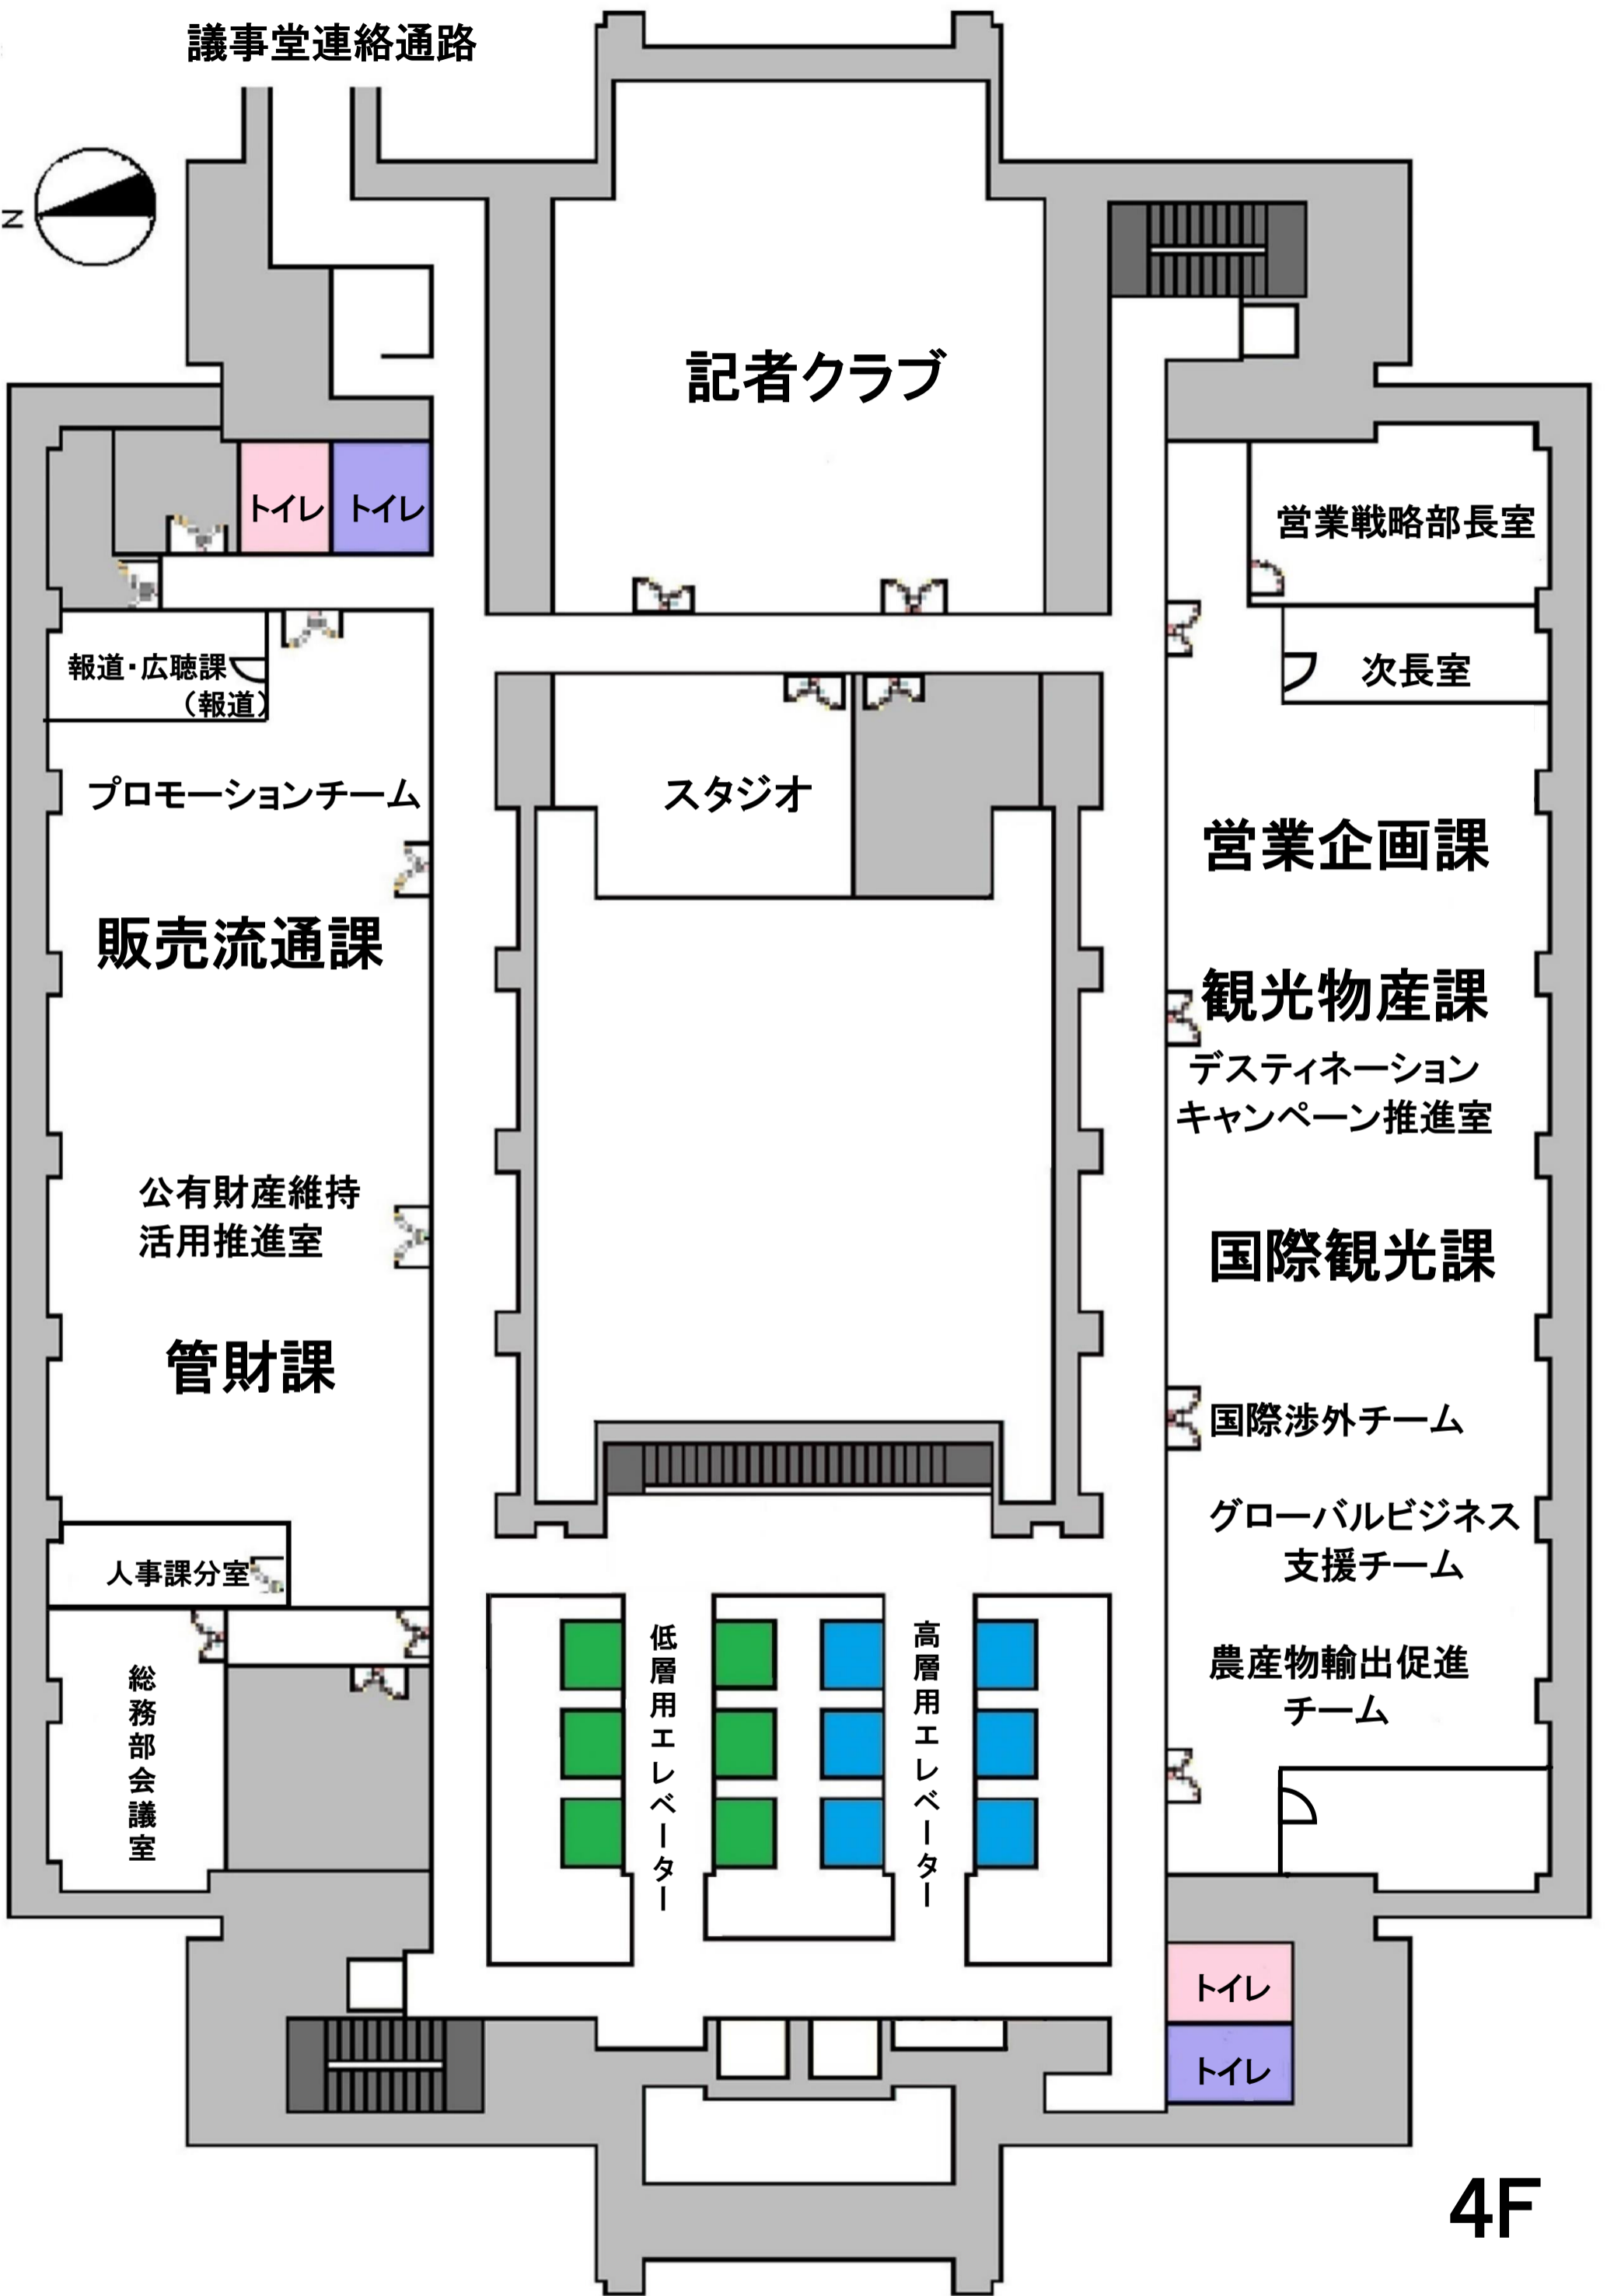 議事堂連絡通路
N
記者クラブ
トイレ
トイレ
営業戦略部長室
報道・広聴課
（報道）
次長室
プロモーションチーム
スタジオ
営業企画課
販売流通課
観光物産課
デスティネーション
キャンペーン推進室
公有財産維持
活用推進室
国際観光課
管財課
国際渉外チーム
グローバルビジネス
支援チーム
人事課分室
低層用エレベーター
高層用エレベーター
農産物輸出促進
チーム
総務部会議室
トイレ
トイレ
4F